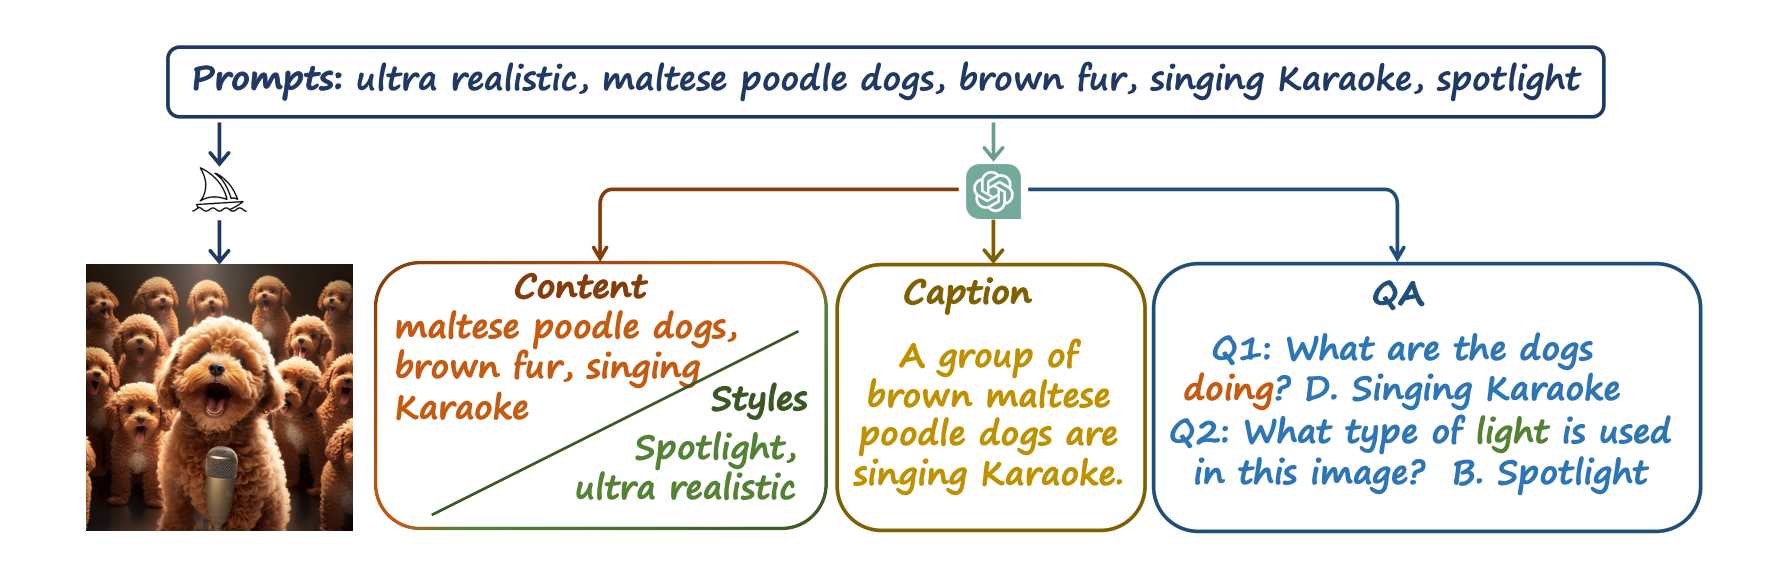 Prompts: ultra realistic, maltese poodle dogs, brown fur, singing Karaoke, spotlight
Content
maltese poodle dogs,
brown fur, singing
Karaoke
Styles
Spotlight,
ultra realistic
Caption
A group of
brown maltese
poodle dogs are
singing Karaoke.
QA
Q1: What are the dogs
doing? D. Singing Karaoke
Q2: What type of light is used
in this image? B. Spotlight